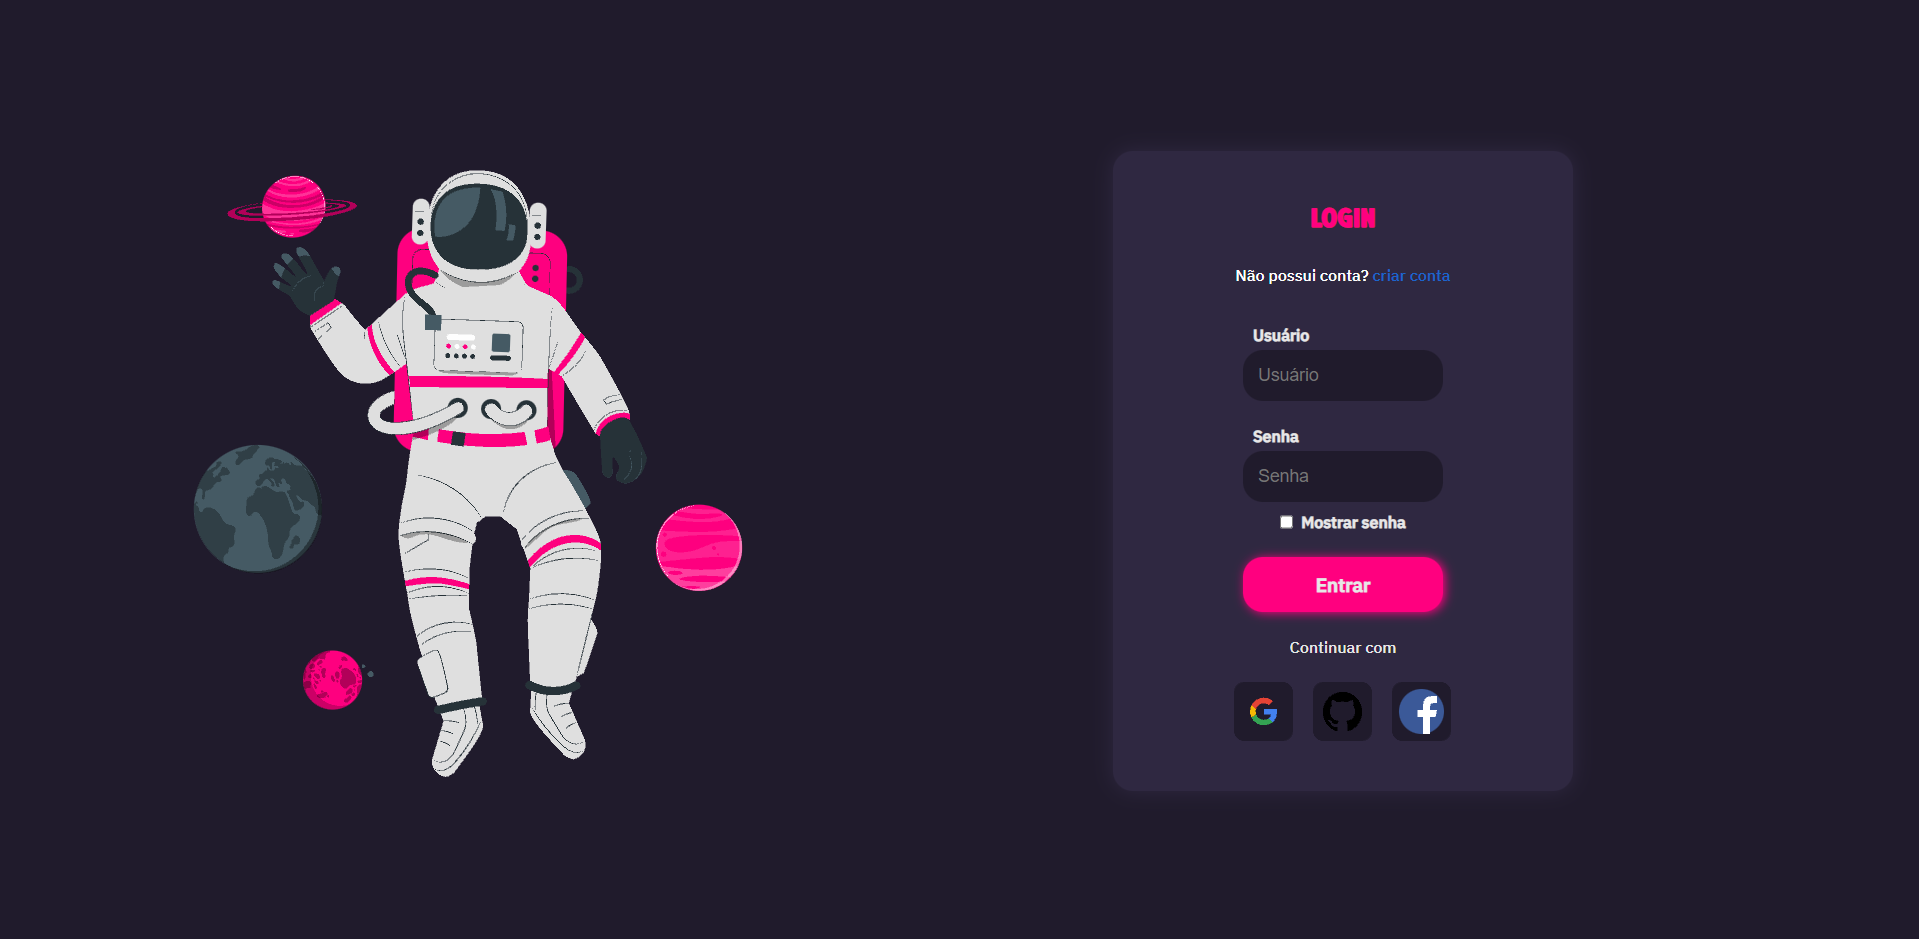 LOGIN
Não possui conta? criar conta
Usuário
Usuário
Senha
Senha
Mostrar senha
Entrar
Continuar com